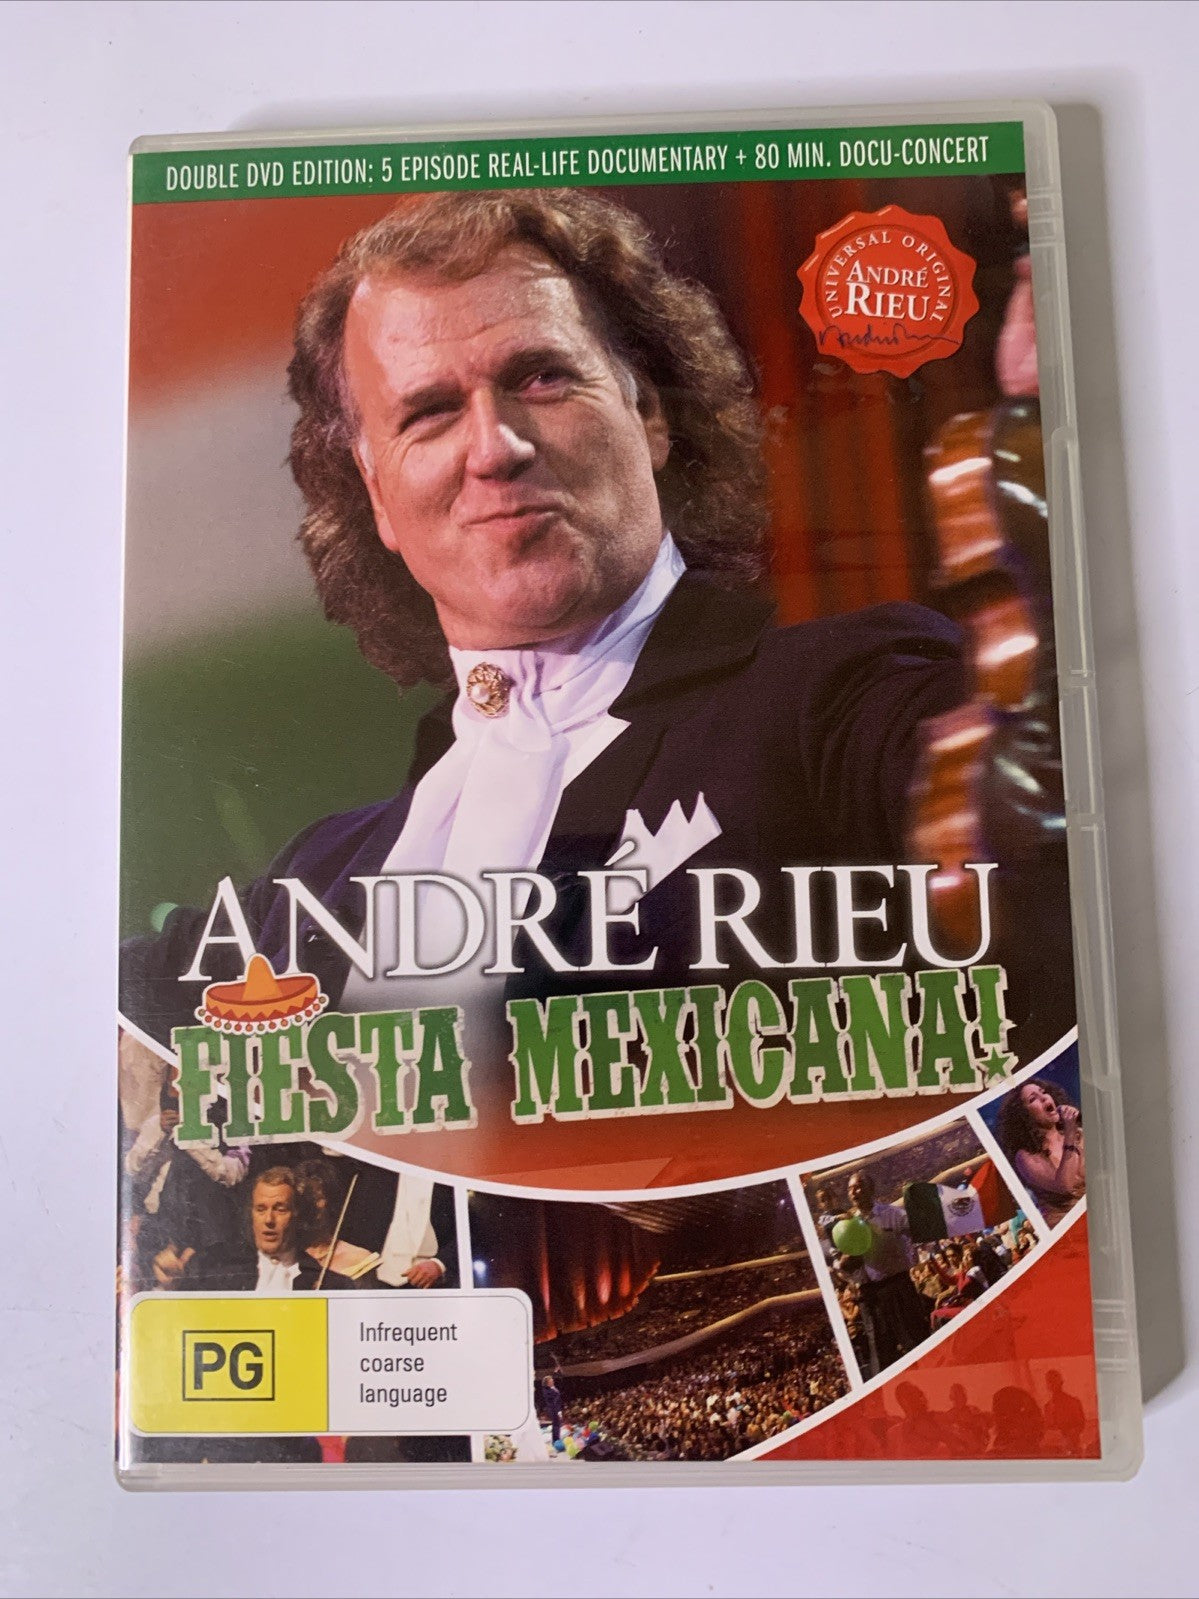 DOUBLE DVD EDITION: 5 EPISODE REAL-LIFE DOCUMENTARY + 80 MIN. DOCU-CONCERT
UNIVERSAL ORIGINAL
ANDRÉ
RIEU
ANDRÉ RIEU
FIESTA MEXICANA!
PG
Infrequent
coarse
language